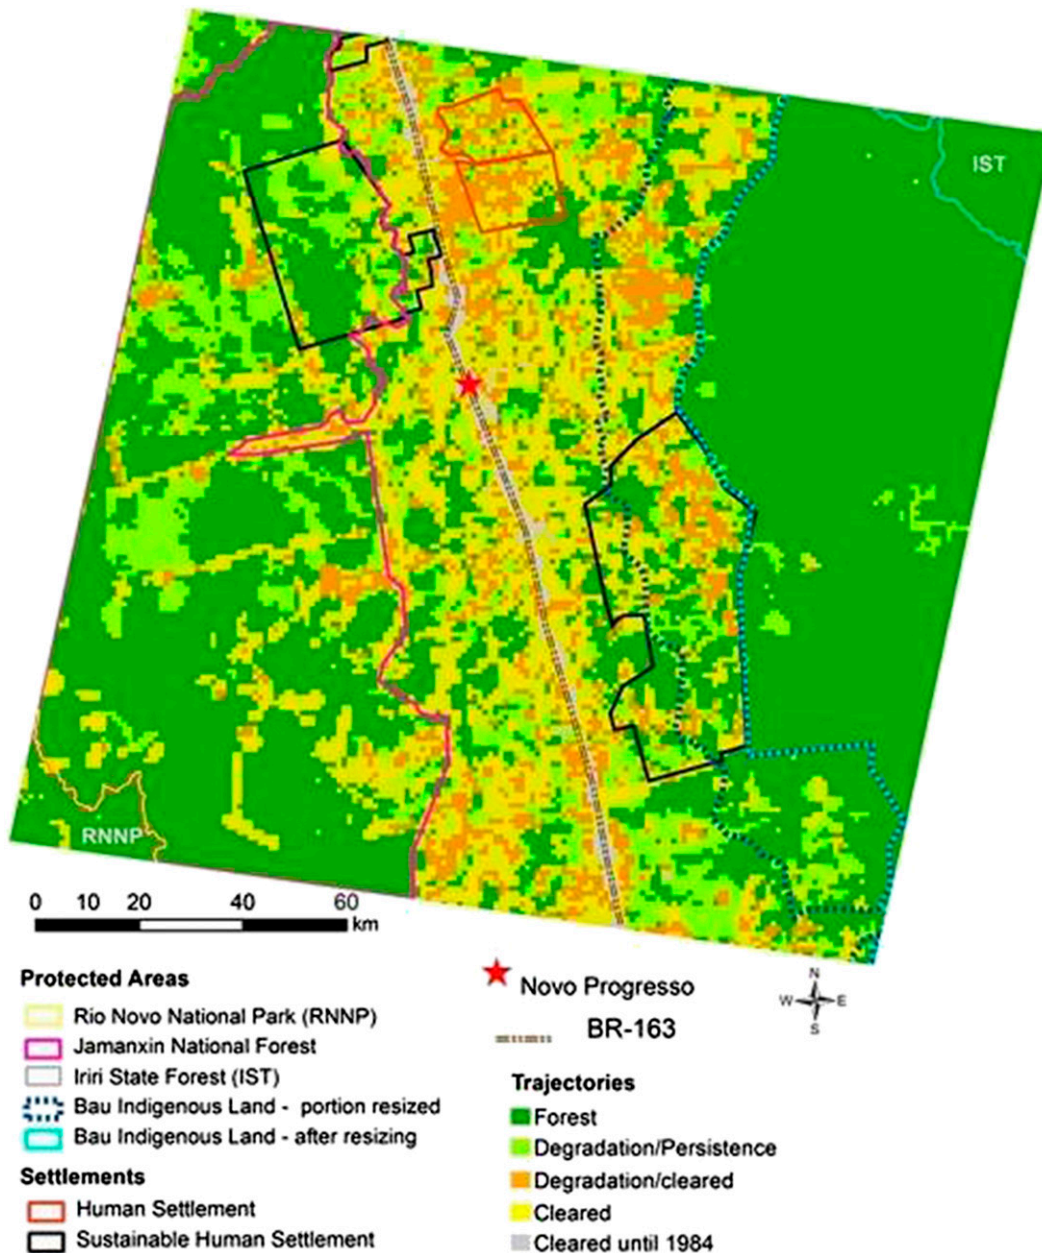 IST
RNNP
0 10 20 40 60
km
Protected Areas
Rio Novo National Park (RNNP)
Jamanxin National Forest
Iriri State Forest (IST)
Bau Indigenous Land - portion resized
Bau Indigenous Land - after resizing
Settlements
Human Settlement
Sustainable Human Settlement
Novo Progresso
BR-163
N
W E
S
Trajectories
Forest
Degradation/Persistence
Degradation/cleared
Cleared
Cleared until 1984